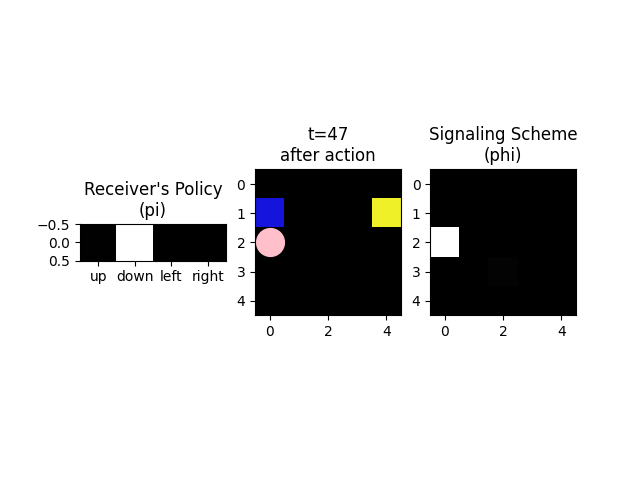 Receiver's Policy
(pi)
−0.5
0.0
0.5
up down left right
t=47
after action
0
1
2
3
4
0 2 4
Signaling Scheme
(phi)
0
1
2
3
4
0 2 4